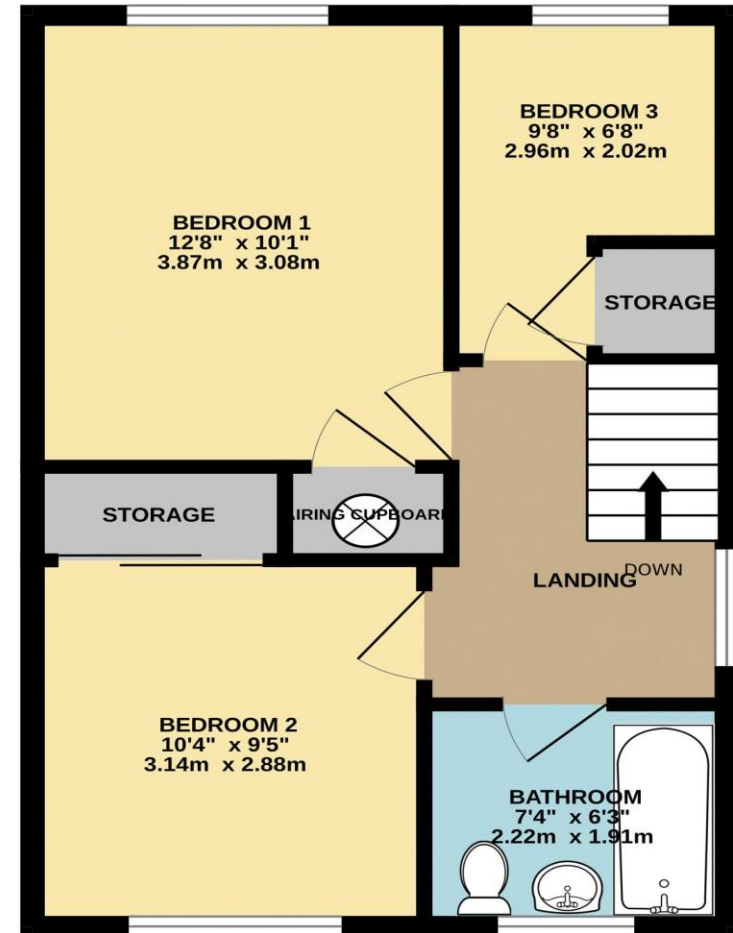 BEDROOM 3
9'8" x 6'8"
2.96m x 2.02m
BEDROOM 1
12'8" x 10'1"
3.87m x 3.08m
STORAGE
STORAGE
AIRING CUPBOARD
DOWN
LANDING
BEDROOM 2
10'4" x 9'5"
3.14m x 2.88m
BATHROOM
7'4" x 6'3"
2.22m x 1.91m